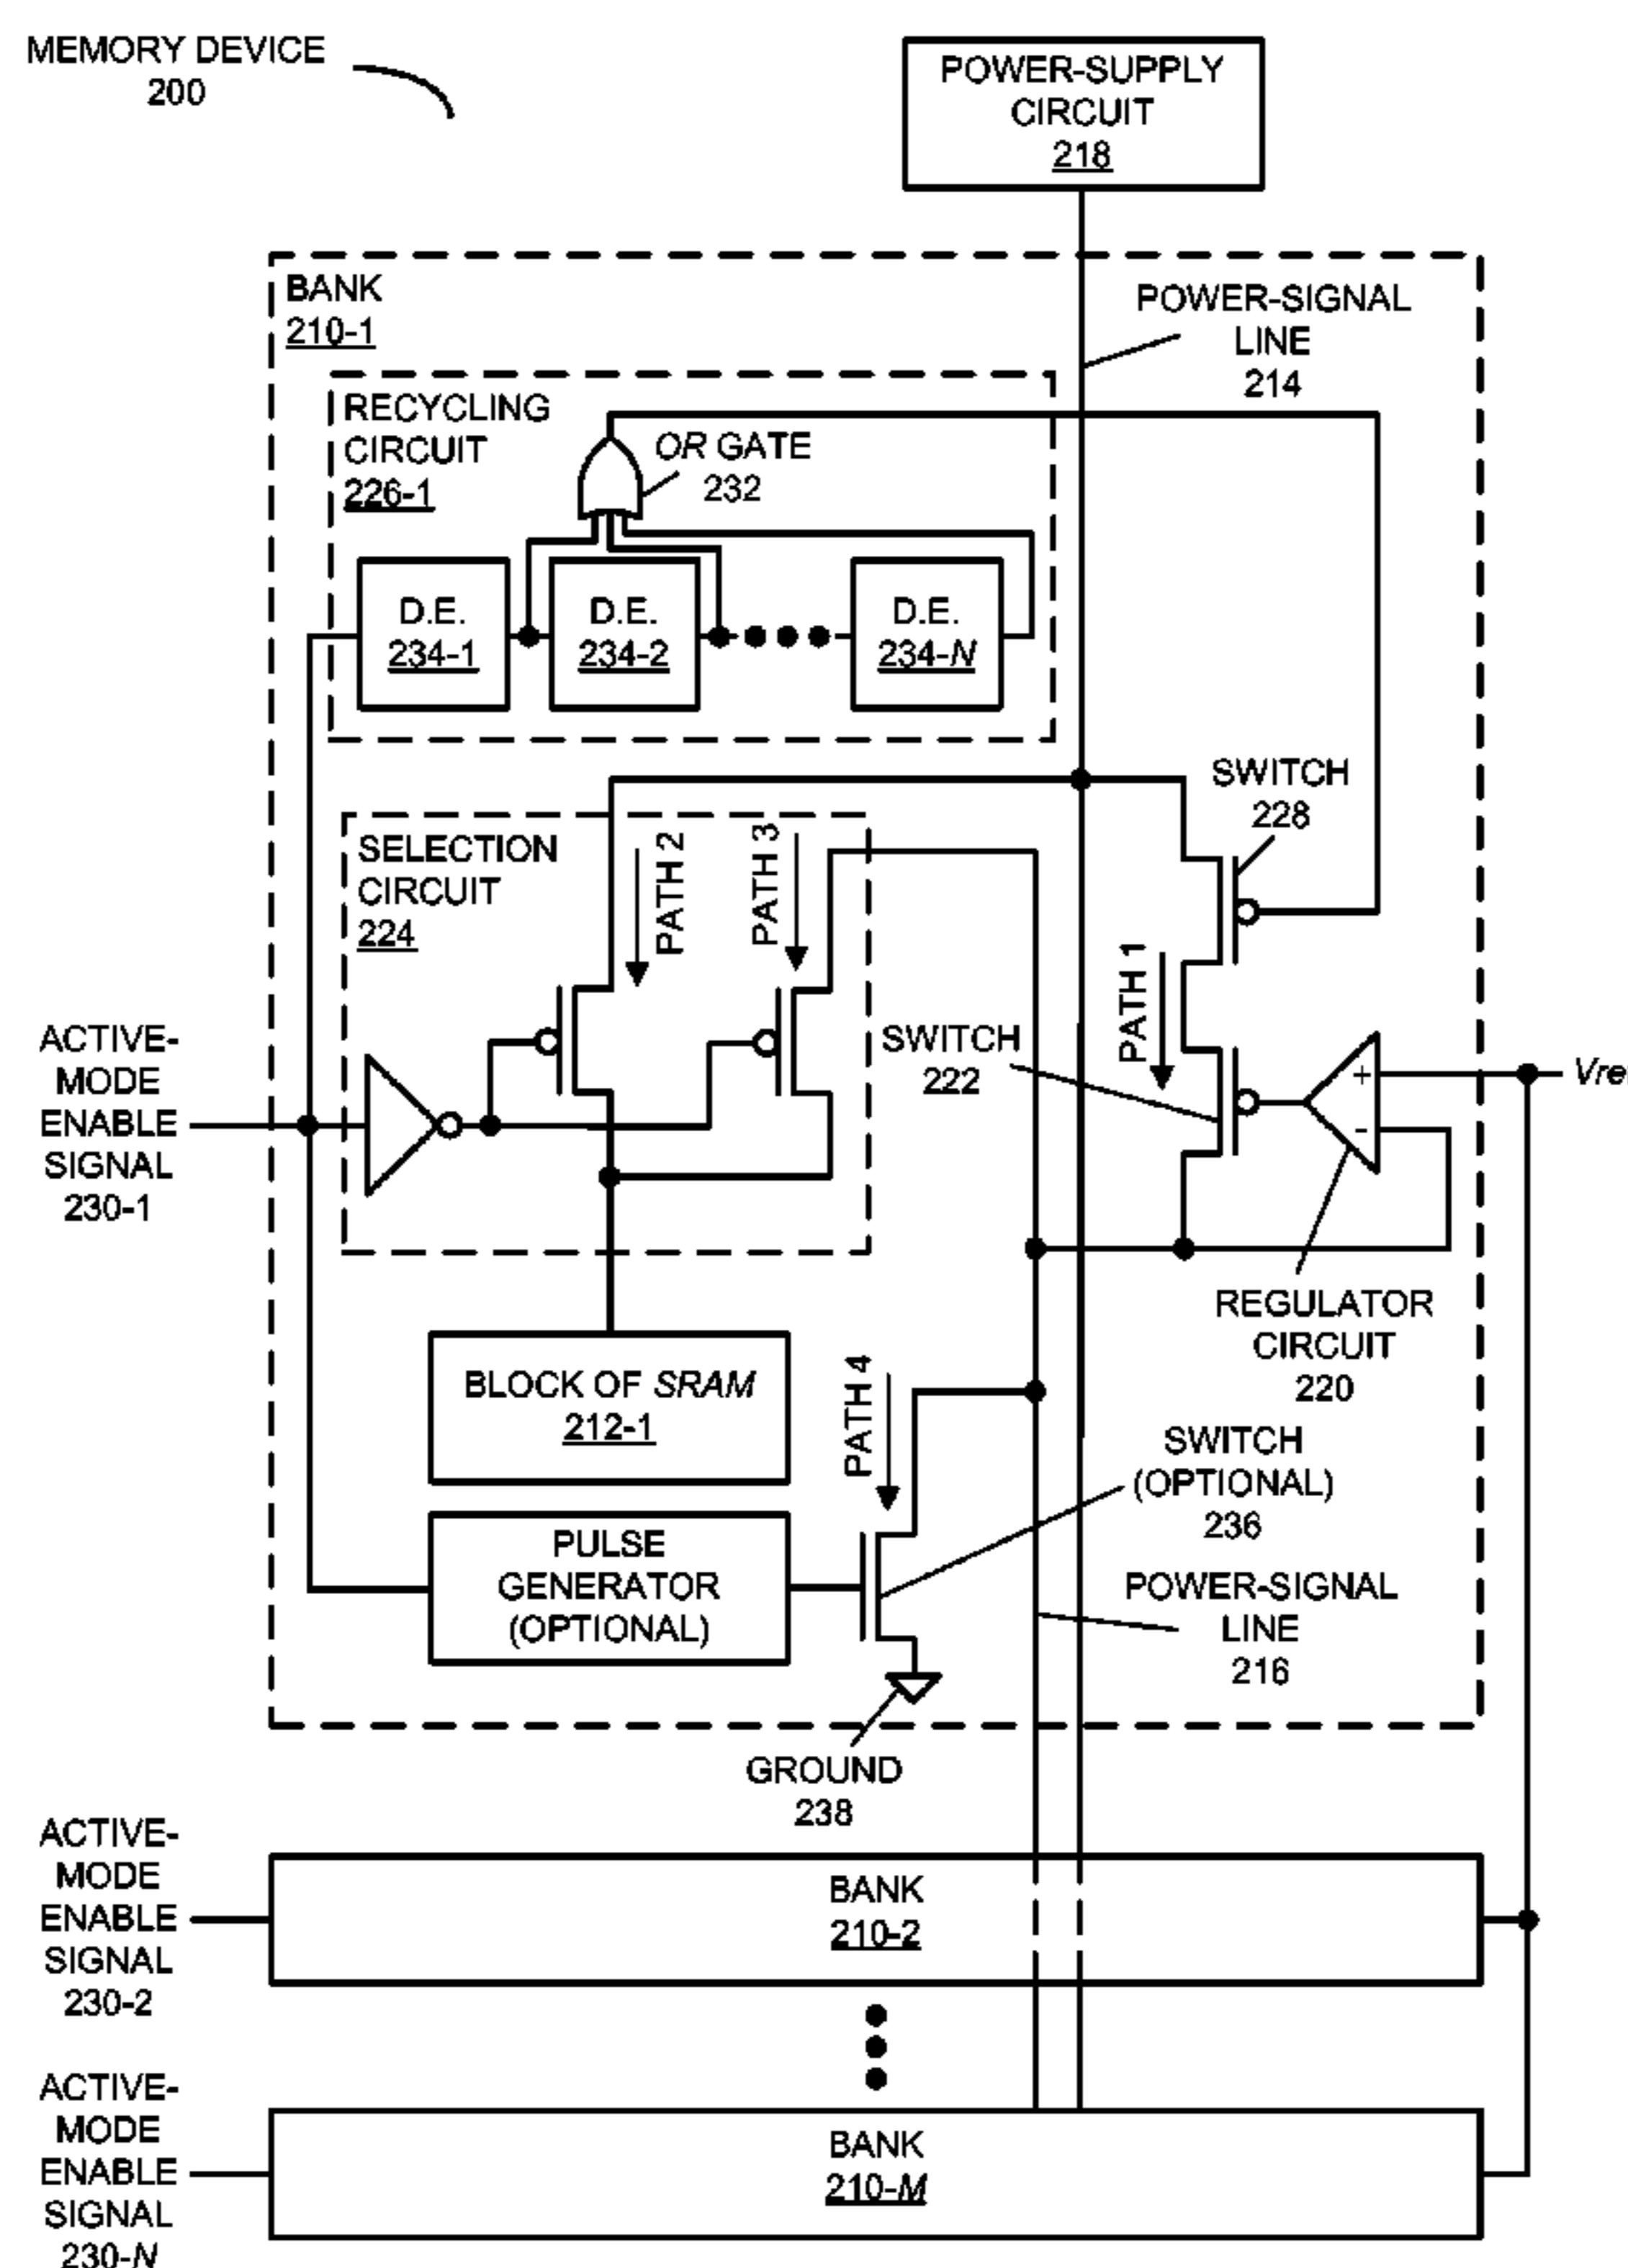 MEMORY DEVICE
200
POWER-SUPPLY
CIRCUIT
218
BANK
210-1
POWER-SIGNAL
LINE
214
RECYCLING
CIRCUIT
226-1
OR GATE
232
D.E.
234-1
D.E.
234-2
D.E.
234-N
SWITCH
228
SELECTION
CIRCUIT
224
PATH 2
PATH 3
PATH 1
SWITCH
222
+
-
ACTIVE-
MODE
ENABLE
SIGNAL
230-1
REGULATOR
CIRCUIT
220
BLOCK OF SRAM
212-1
PATH 4
SWITCH
(OPTIONAL)
236
PULSE
GENERATOR
(OPTIONAL)
POWER-SIGNAL
LINE
216
GROUND
238
ACTIVE-
MODE
ENABLE
SIGNAL
230-2
BANK
210-2
ACTIVE-
MODE
ENABLE
SIGNAL
230-N
BANK
210-M